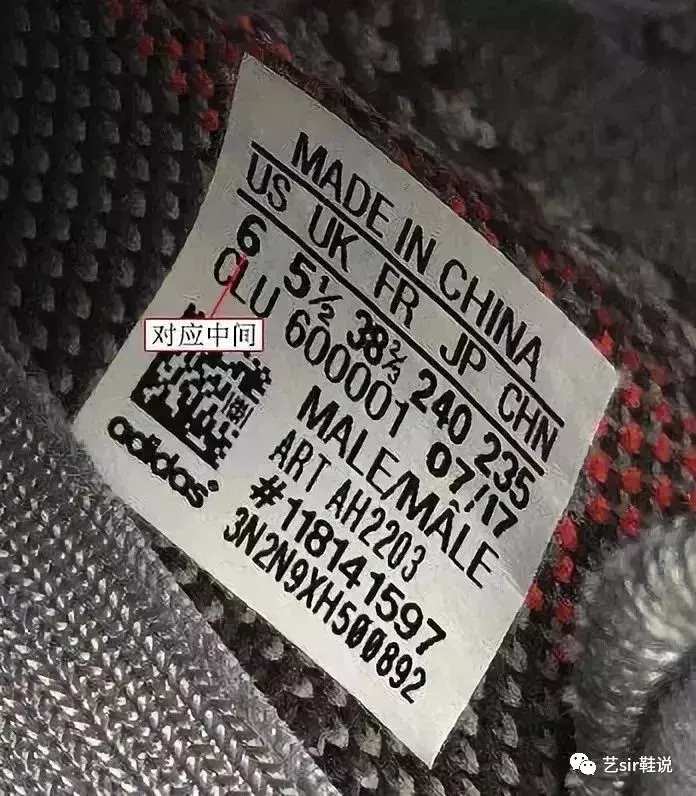 MADE IN CHINA
US UK FR JP CHN
6 5½ 38⅔ 240 235
CLU 600001 07/17
对应中间
MALE/MÂLE
ART AH2203
#118141597
3N2N9XH500892
adidas
艺sir鞋说